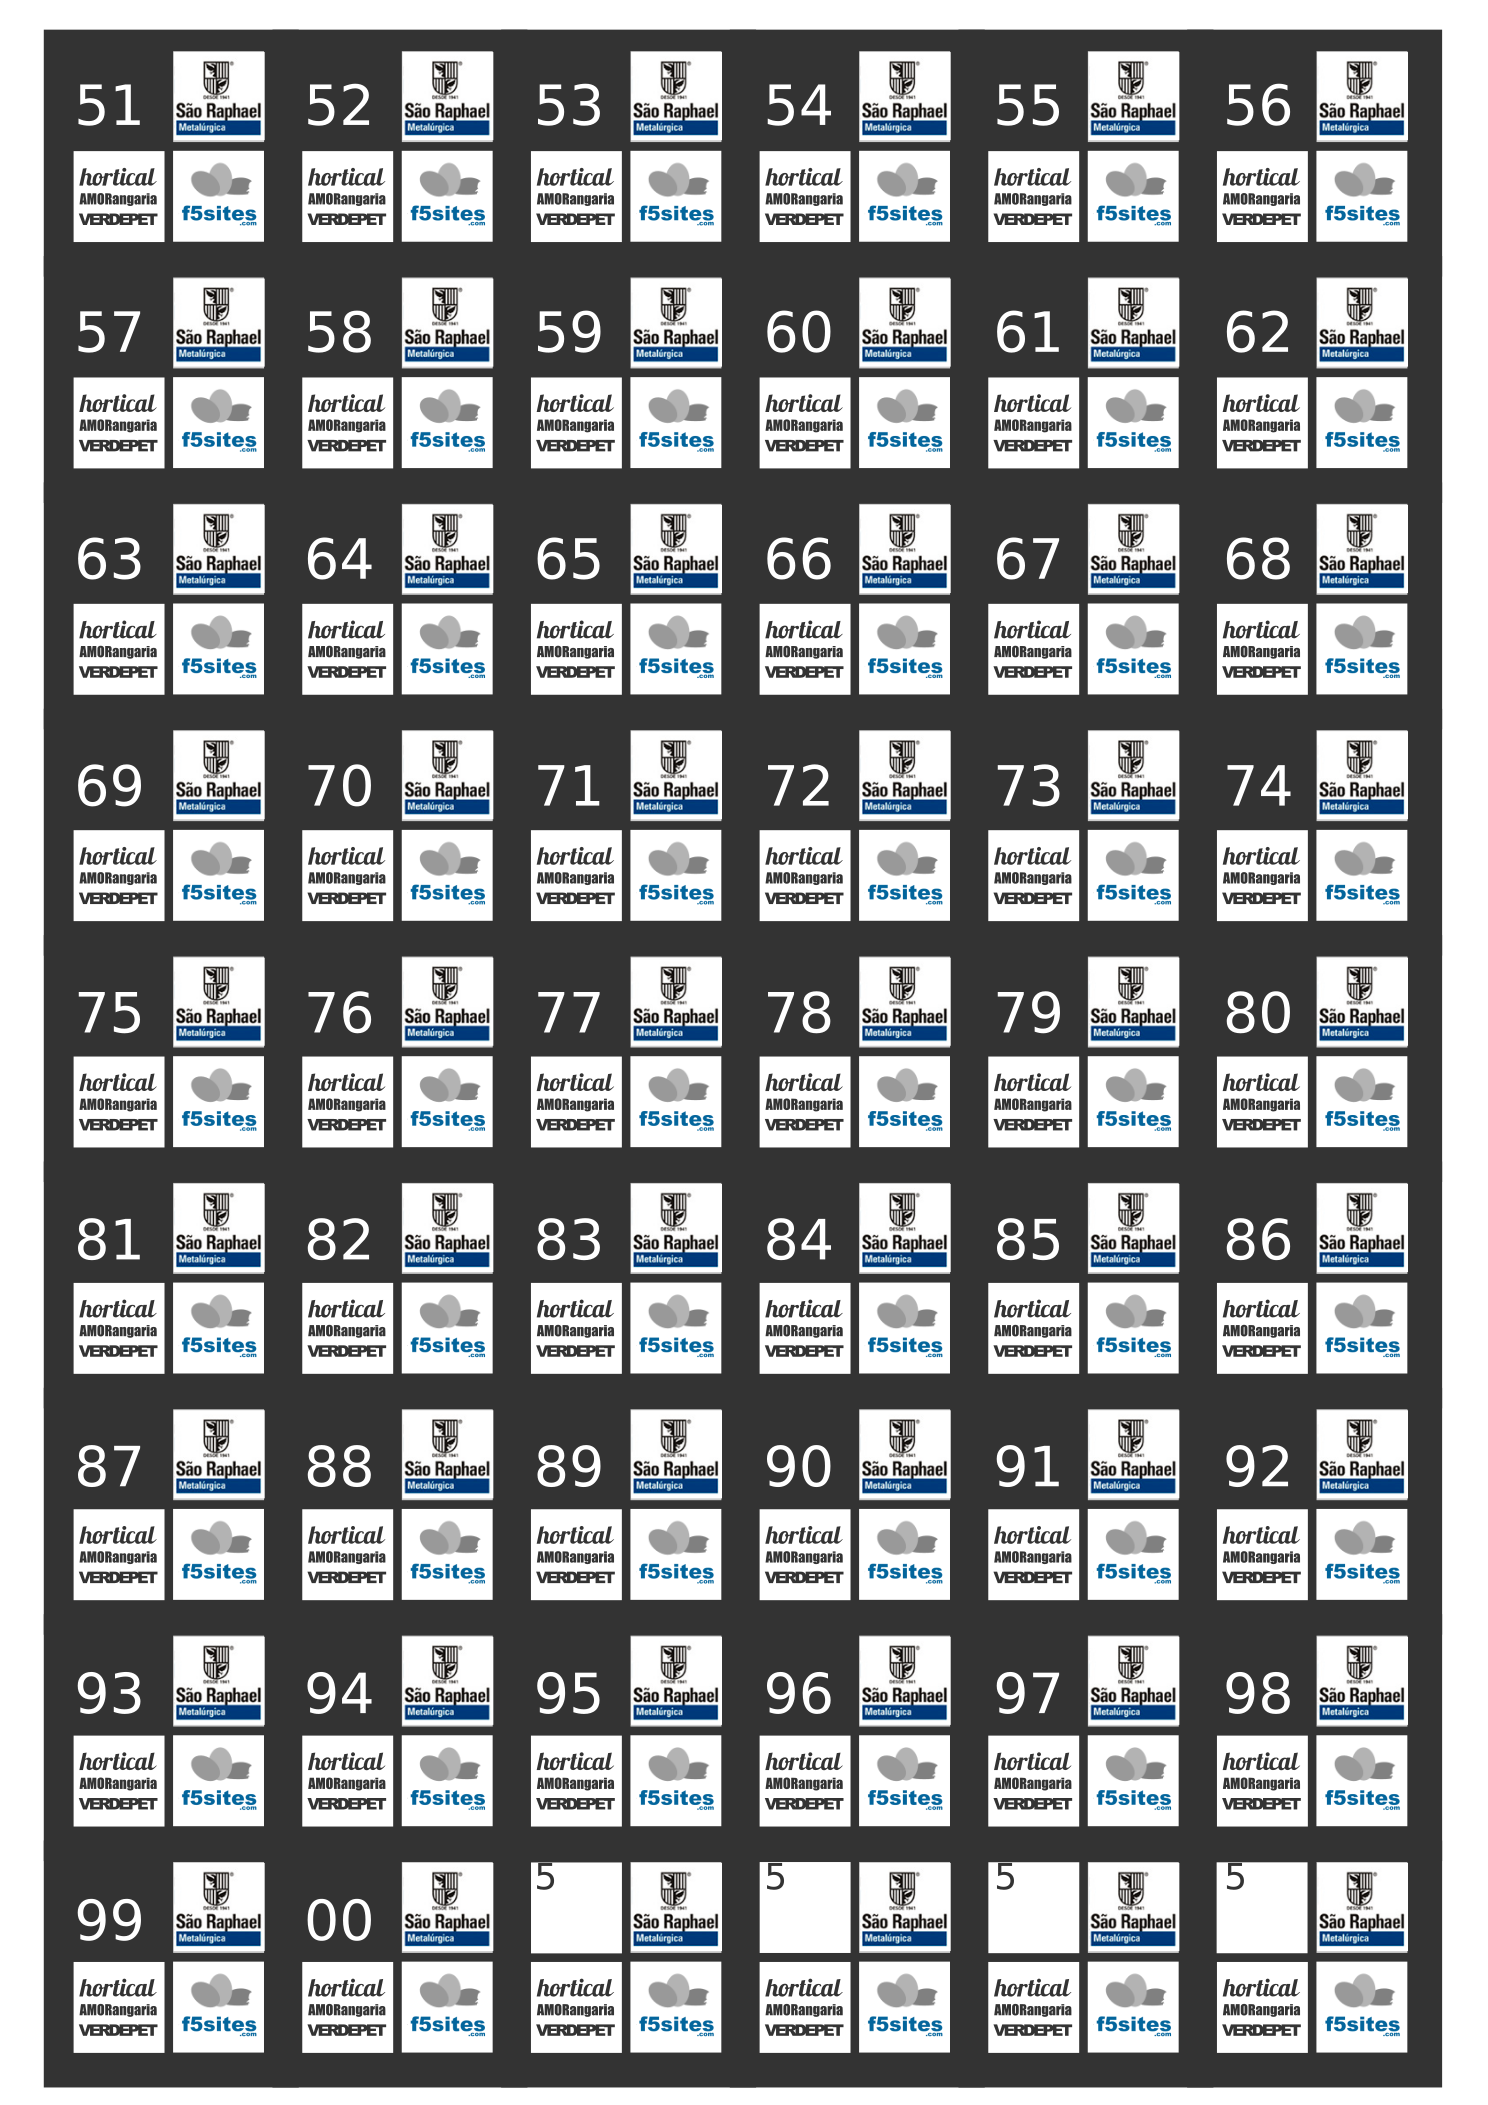 DESDE 1941 DESDE 1941 DESDE 1941 DESDE 1941 DESDE 1941 DESDE 1941
51 São Raphael 52 São Raphael 53 São Raphael 54 São Raphael 55 São Raphael 56 São Raphael
Metalúrgica Metalúrgica Metalúrgica Metalúrgica Metalúrgica Metalúrgica
hortical hortical hortical hortical hortical hortical
AMORangaria AMORangaria AMORangaria AMORangaria AMORangaria AMORangaria
VERDEPET f5sites.com VERDEPET f5sites.com VERDEPET f5sites.com VERDEPET f5sites.com VERDEPET f5sites.com VERDEPET f5sites.com
DESDE 1941 DESDE 1941 DESDE 1941 DESDE 1941 DESDE 1941 DESDE 1941
57 São Raphael 58 São Raphael 59 São Raphael 60 São Raphael 61 São Raphael 62 São Raphael
Metalúrgica Metalúrgica Metalúrgica Metalúrgica Metalúrgica Metalúrgica
hortical hortical hortical hortical hortical hortical
AMORangaria AMORangaria AMORangaria AMORangaria AMORangaria AMORangaria
VERDEPET f5sites.com VERDEPET f5sites.com VERDEPET f5sites.com VERDEPET f5sites.com VERDEPET f5sites.com VERDEPET f5sites.com
DESDE 1941 DESDE 1941 DESDE 1941 DESDE 1941 DESDE 1941 DESDE 1941
63 São Raphael 64 São Raphael 65 São Raphael 66 São Raphael 67 São Raphael 68 São Raphael
Metalúrgica Metalúrgica Metalúrgica Metalúrgica Metalúrgica Metalúrgica
hortical hortical hortical hortical hortical hortical
AMORangaria AMORangaria AMORangaria AMORangaria AMORangaria AMORangaria
VERDEPET f5sites.com VERDEPET f5sites.com VERDEPET f5sites.com VERDEPET f5sites.com VERDEPET f5sites.com VERDEPET f5sites.com
DESDE 1941 DESDE 1941 DESDE 1941 DESDE 1941 DESDE 1941 DESDE 1941
69 São Raphael 70 São Raphael 71 São Raphael 72 São Raphael 73 São Raphael 74 São Raphael
Metalúrgica Metalúrgica Metalúrgica Metalúrgica Metalúrgica Metalúrgica
hortical hortical hortical hortical hortical hortical
AMORangaria AMORangaria AMORangaria AMORangaria AMORangaria AMORangaria
VERDEPET f5sites.com VERDEPET f5sites.com VERDEPET f5sites.com VERDEPET f5sites.com VERDEPET f5sites.com VERDEPET f5sites.com
DESDE 1941 DESDE 1941 DESDE 1941 DESDE 1941 DESDE 1941 DESDE 1941
75 São Raphael 76 São Raphael 77 São Raphael 78 São Raphael 79 São Raphael 80 São Raphael
Metalúrgica Metalúrgica Metalúrgica Metalúrgica Metalúrgica Metalúrgica
hortical hortical hortical hortical hortical hortical
AMORangaria AMORangaria AMORangaria AMORangaria AMORangaria AMORangaria
VERDEPET f5sites.com VERDEPET f5sites.com VERDEPET f5sites.com VERDEPET f5sites.com VERDEPET f5sites.com VERDEPET f5sites.com
DESDE 1941 DESDE 1941 DESDE 1941 DESDE 1941 DESDE 1941 DESDE 1941
81 São Raphael 82 São Raphael 83 São Raphael 84 São Raphael 85 São Raphael 86 São Raphael
Metalúrgica Metalúrgica Metalúrgica Metalúrgica Metalúrgica Metalúrgica
hortical hortical hortical hortical hortical hortical
AMORangaria AMORangaria AMORangaria AMORangaria AMORangaria AMORangaria
VERDEPET f5sites.com VERDEPET f5sites.com VERDEPET f5sites.com VERDEPET f5sites.com VERDEPET f5sites.com VERDEPET f5sites.com
DESDE 1941 DESDE 1941 DESDE 1941 DESDE 1941 DESDE 1941 DESDE 1941
87 São Raphael 88 São Raphael 89 São Raphael 90 São Raphael 91 São Raphael 92 São Raphael
Metalúrgica Metalúrgica Metalúrgica Metalúrgica Metalúrgica Metalúrgica
hortical hortical hortical hortical hortical hortical
AMORangaria AMORangaria AMORangaria AMORangaria AMORangaria AMORangaria
VERDEPET f5sites.com VERDEPET f5sites.com VERDEPET f5sites.com VERDEPET f5sites.com VERDEPET f5sites.com VERDEPET f5sites.com
DESDE 1941 DESDE 1941 DESDE 1941 DESDE 1941 DESDE 1941 DESDE 1941
93 São Raphael 94 São Raphael 95 São Raphael 96 São Raphael 97 São Raphael 98 São Raphael
Metalúrgica Metalúrgica Metalúrgica Metalúrgica Metalúrgica Metalúrgica
hortical hortical hortical hortical hortical hortical
AMORangaria AMORangaria AMORangaria AMORangaria AMORangaria AMORangaria
VERDEPET f5sites.com VERDEPET f5sites.com VERDEPET f5sites.com VERDEPET f5sites.com VERDEPET f5sites.com VERDEPET f5sites.com
5 5 5 5
DESDE 1941 DESDE 1941 DESDE 1941 DESDE 1941 DESDE 1941 DESDE 1941
99 São Raphael 00 São Raphael São Raphael São Raphael São Raphael São Raphael
Metalúrgica Metalúrgica Metalúrgica Metalúrgica Metalúrgica Metalúrgica
hortical hortical hortical hortical hortical hortical
AMORangaria AMORangaria AMORangaria AMORangaria AMORangaria AMORangaria
VERDEPET f5sites.com VERDEPET f5sites.com VERDEPET f5sites.com VERDEPET f5sites.com VERDEPET f5sites.com VERDEPET f5sites.com